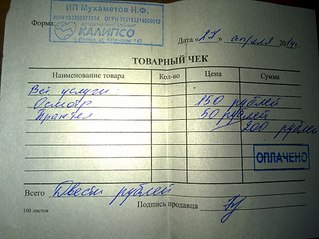 ИП Мухаметов Н.Ф.
КАЛИПСО
Форма
Дата "27" апреля
ТОВАРНЫЙ ЧЕК
Наименование товара Кол-во Цена Сумма
Вет услуги:
Осмотр 150 рублей
50 рублей
200 рублей
ОПЛАЧЕНО
Всего Двести рублей
100 листов Подпись продавца